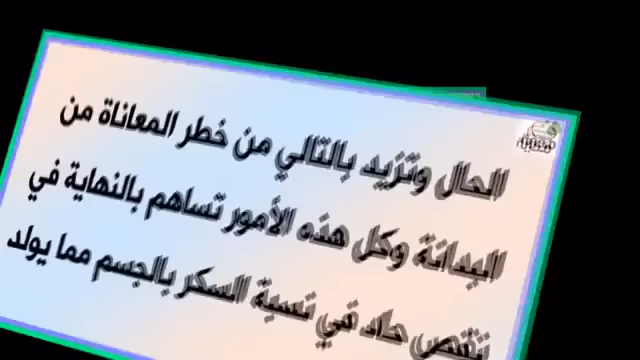 الحال وتزيد بالتالي من خطر المعاناة من
البدانة وكل هذه الأمور تساهم بالنهاية في
نقص حاد في نسبة السكر بالجسم مما يولد